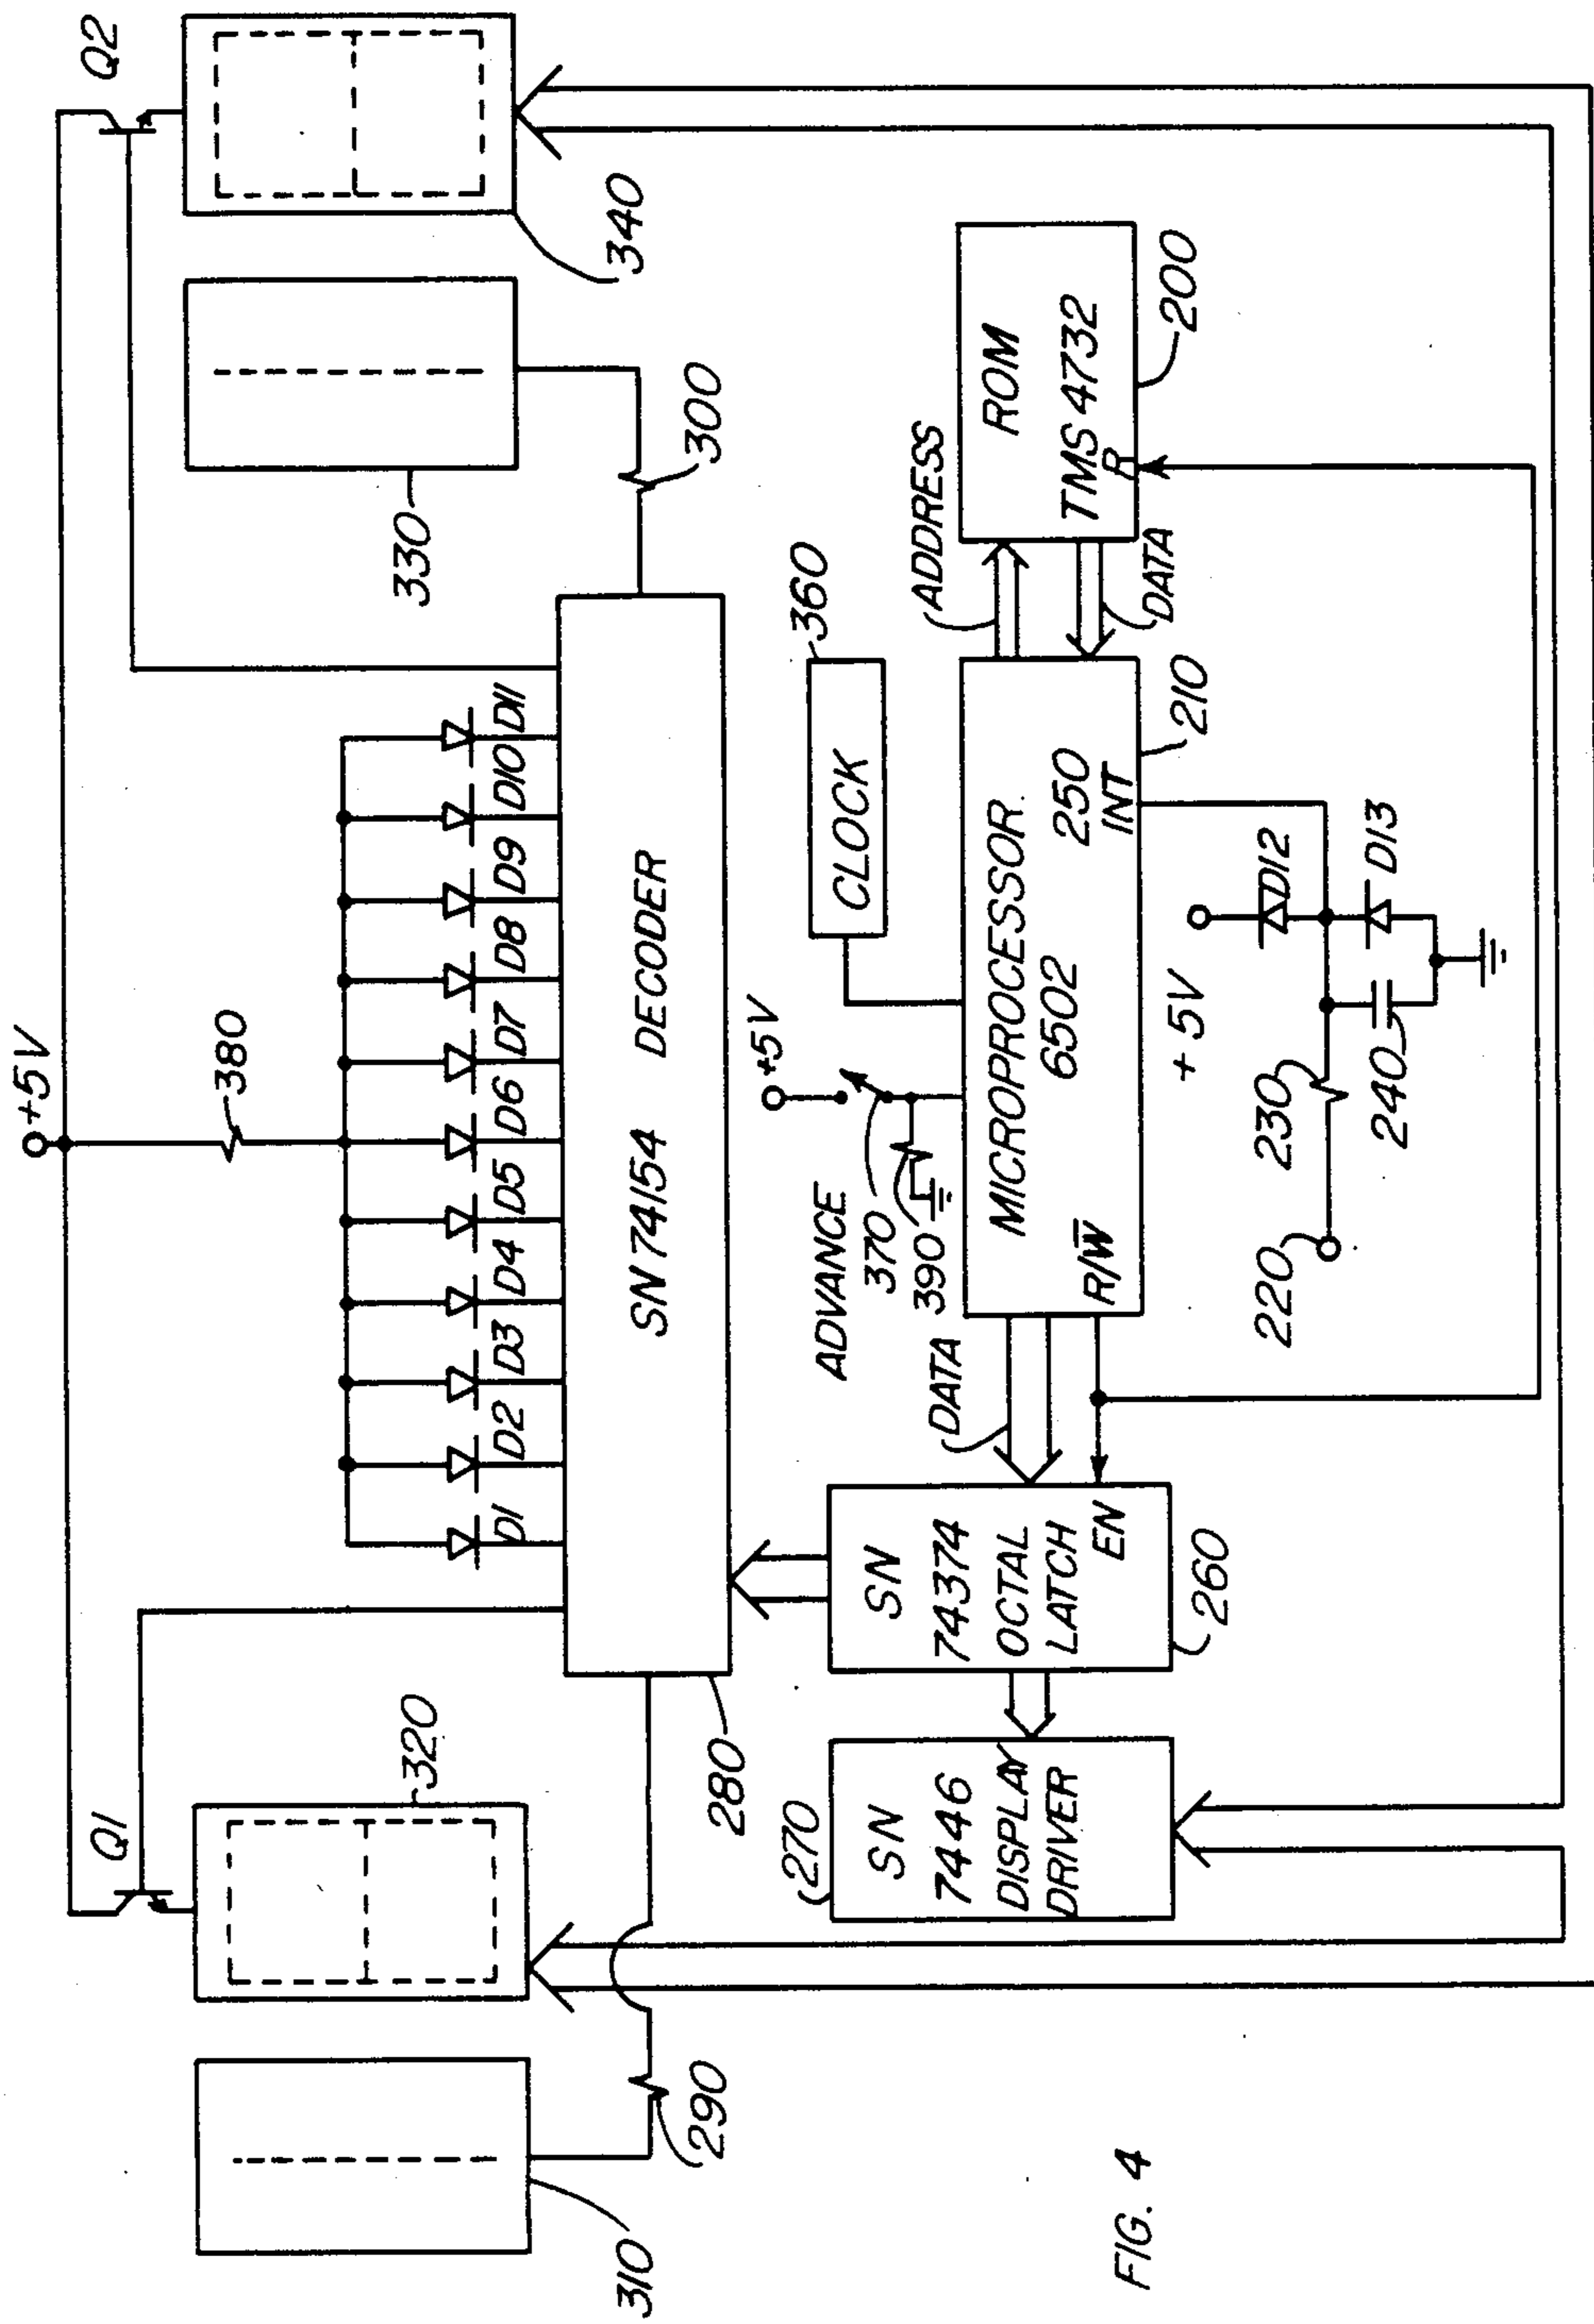 +5V
Q1
Q2
380
320
D1
D2
D3
D4
D5
D6
D7
D8
D9
D10
D11
330
340
SN 74154 DECODER
310
290
280
300
+5V
360
CLOCK
ADVANCE
370
390
270
SN
7446
DISPLAY
DRIVER
SN
74374
OCTAL
LATCH
EN
260
DATA
MICROPROCESSOR.
6502
R/W̅
250
INT
210
ADDRESS
DATA
ROM
TMS 4732
R
200
+5V
D12
D13
220
230
240
FIG. 4